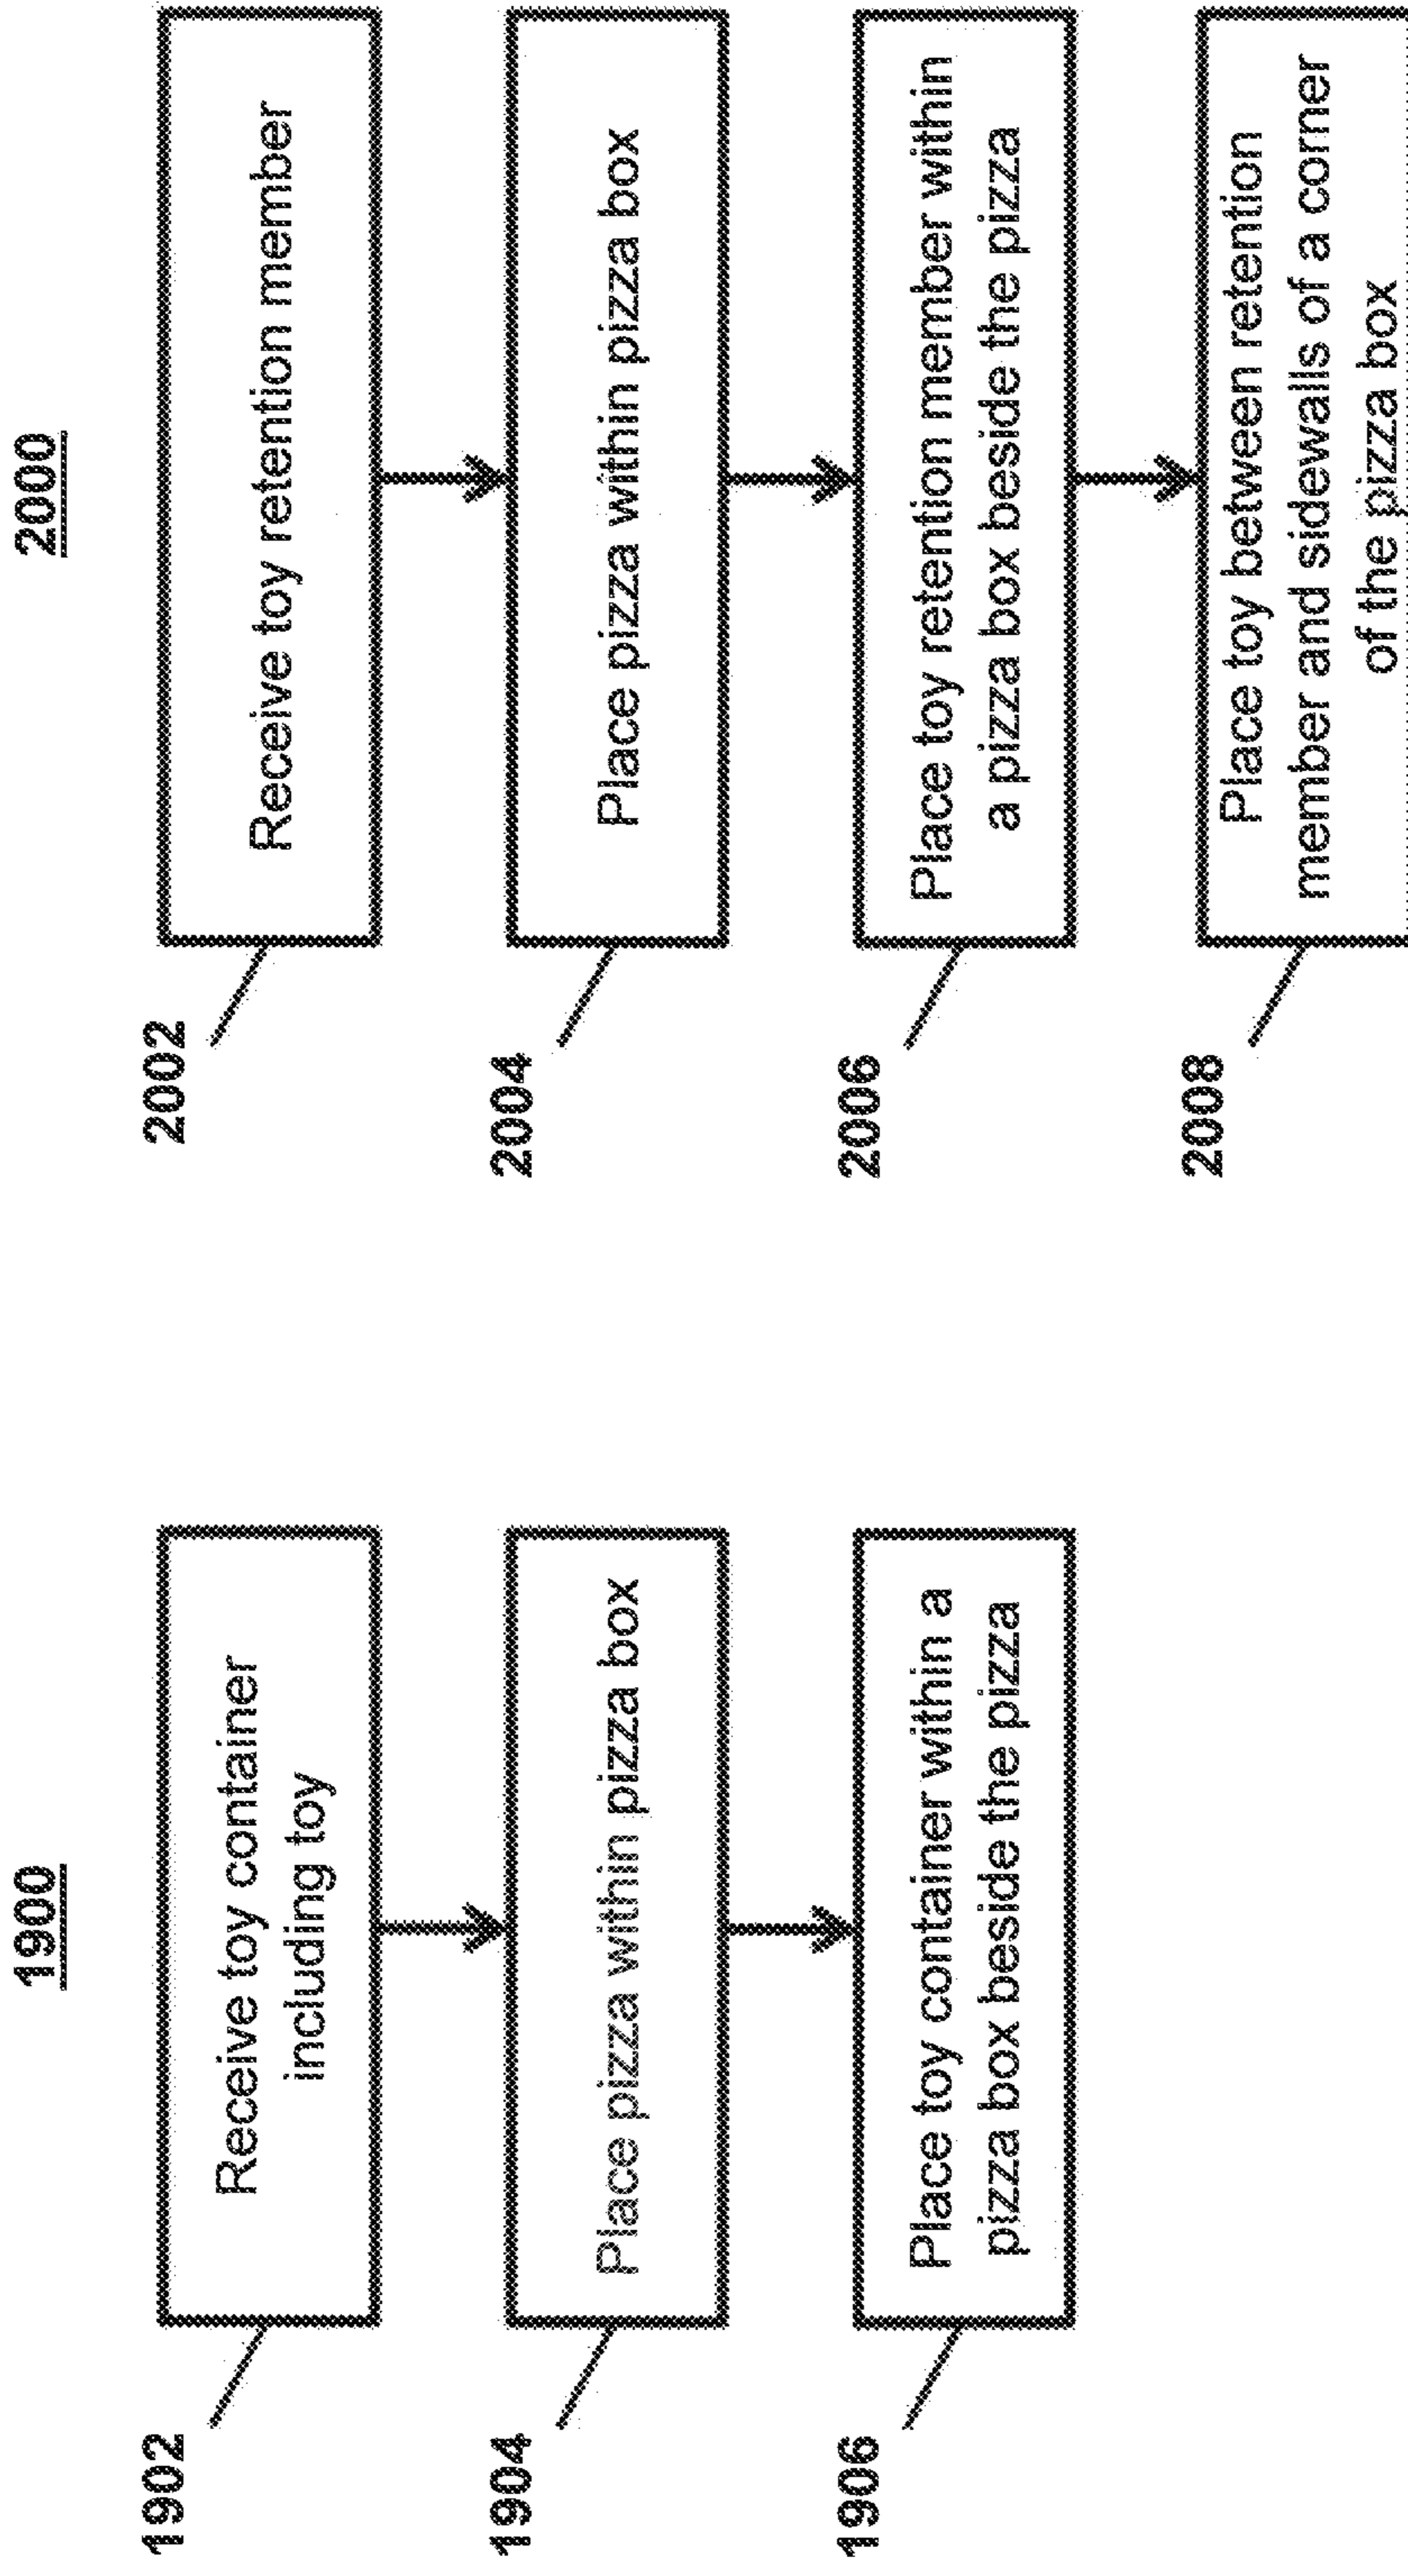 1900
1902
Receive toy container
including toy
1904
Place pizza within pizza box
1906
Place toy container within a
pizza box beside the pizza
2000
2002
Receive toy retention member
2004
Place pizza within pizza box
2006
Place toy retention member within
a pizza box beside the pizza
2008
Place toy between retention
member and sidewalls of a corner
of the pizza box